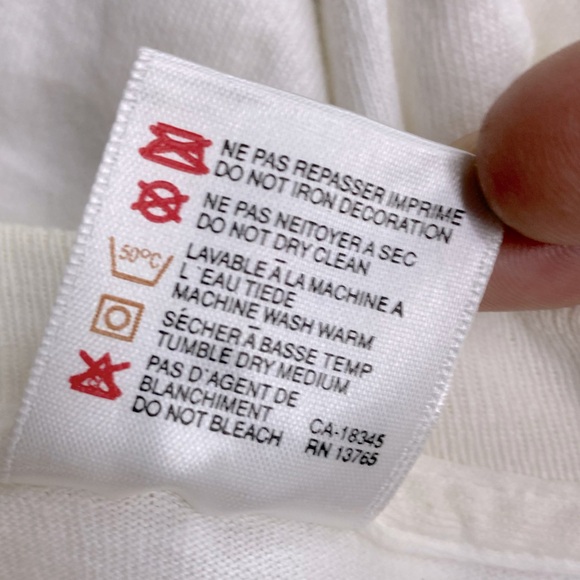 NE PAS REPASSER IMPRIME
DO NOT IRON DECORATION
NE PAS NEITOYER A SEC
DO NOT DRY CLEAN
50°C
LAVABLE À LA MACHINE A
L'EAU TIEDE
MACHINE WASH WARM
SÉCHER À BASSE TEMP
TUMBLE DRY MEDIUM
PAS D'AGENT DE
BLANCHIMENT
DO NOT BLEACH
CA-18345
RN 13765